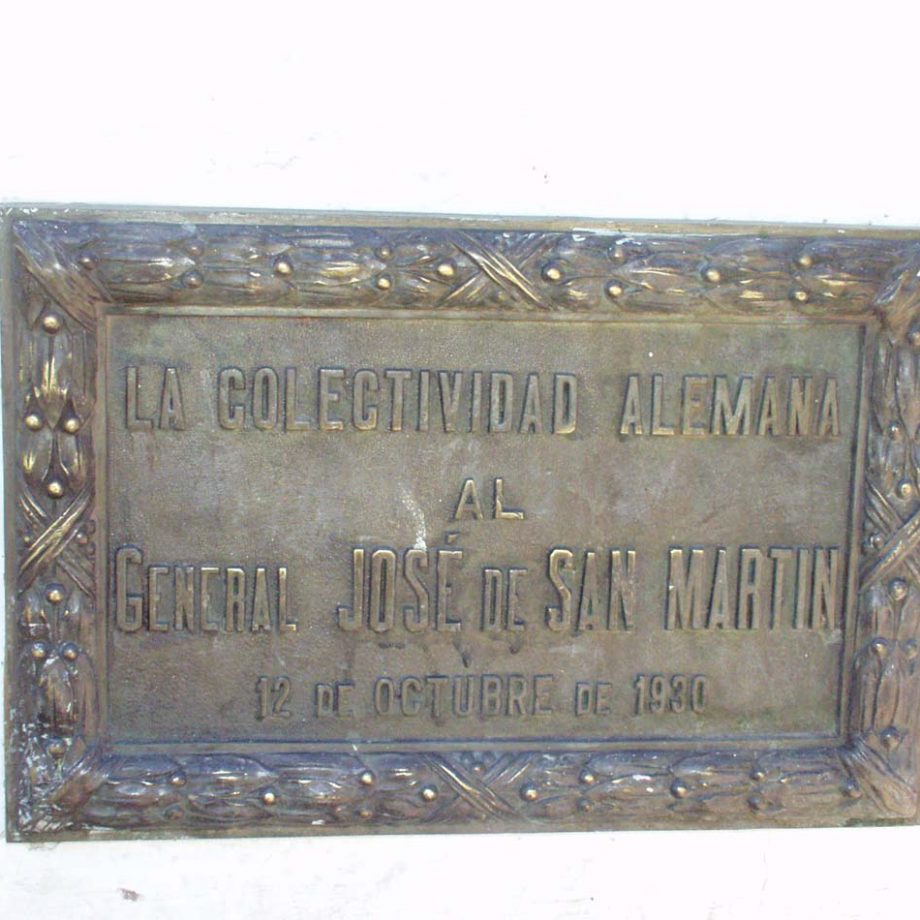 LA COLECTIVIDAD ALEMANA
AL
GENERAL JOSÉ DE SAN MARTIN
12 DE OCTUBRE DE 1930